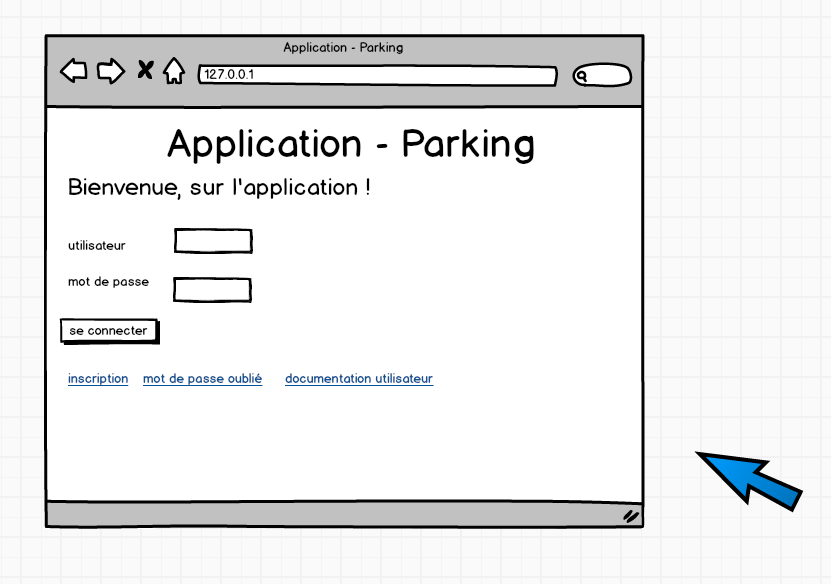 Application - Parking
127.0.0.1
Application - Parking
Bienvenue, sur l'application !
utilisateur
mot de passe
se connecter
inscription mot de passe oublié documentation utilisateur